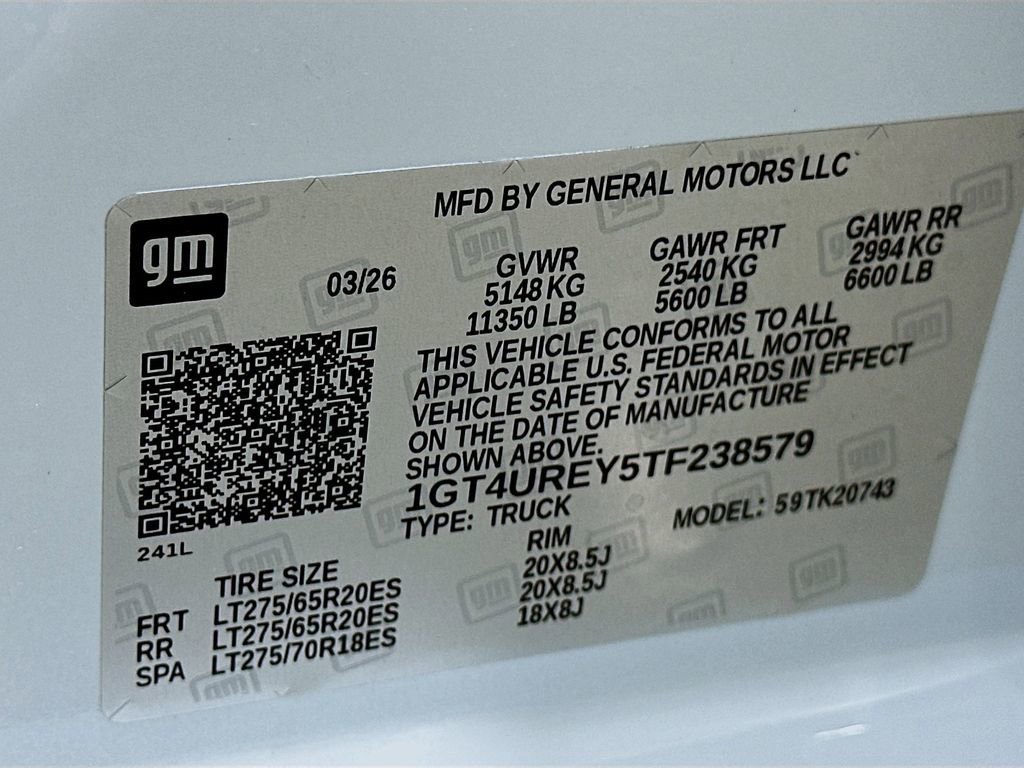 gm
MFD BY GENERAL MOTORS LLC
03/26
GVWR GAWR FRT GAWR RR
5148 KG 2540 KG 2994 KG
11350 LB 5600 LB 6600 LB
THIS VEHICLE CONFORMS TO ALL
APPLICABLE U.S. FEDERAL MOTOR
VEHICLE SAFETY STANDARDS IN EFFECT
ON THE DATE OF MANUFACTURE
SHOWN ABOVE.
1GT4UREY5TF238579
TYPE: TRUCK MODEL: 59TK20743
241L
TIRE SIZE RIM
FRT LT275/65R20ES 20X8.5J
RR LT275/65R20ES 20X8.5J
SPA LT275/70R18ES 18X8J